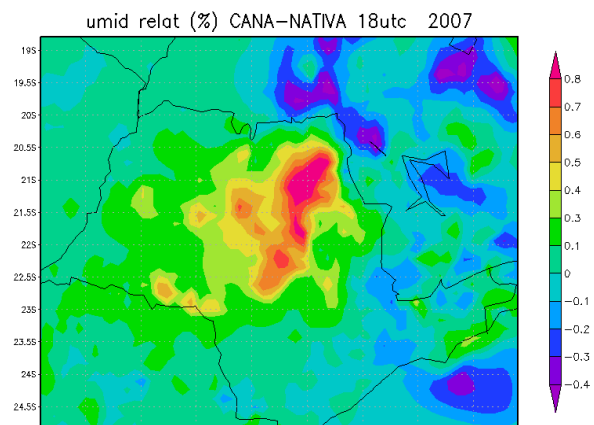 umid relat (%) CANA−NATIVA 18utc 2007
19S
19.5S
20S
20.5S
21S
21.5S
22S
22.5S
23S
23.5S
24S
24.5S
0.8
0.7
0.6
0.5
0.4
0.3
0.1
0
−0.1
−0.2
−0.3
−0.4